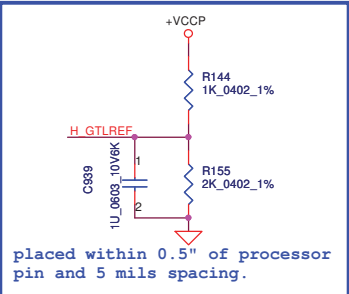 +VCCP
R144
1K_0402_1%
H_GTLREF
C939
1U_0603_10V6K
1
2
R155
2K_0402_1%
placed within 0.5" of processor
pin and 5 mils spacing.